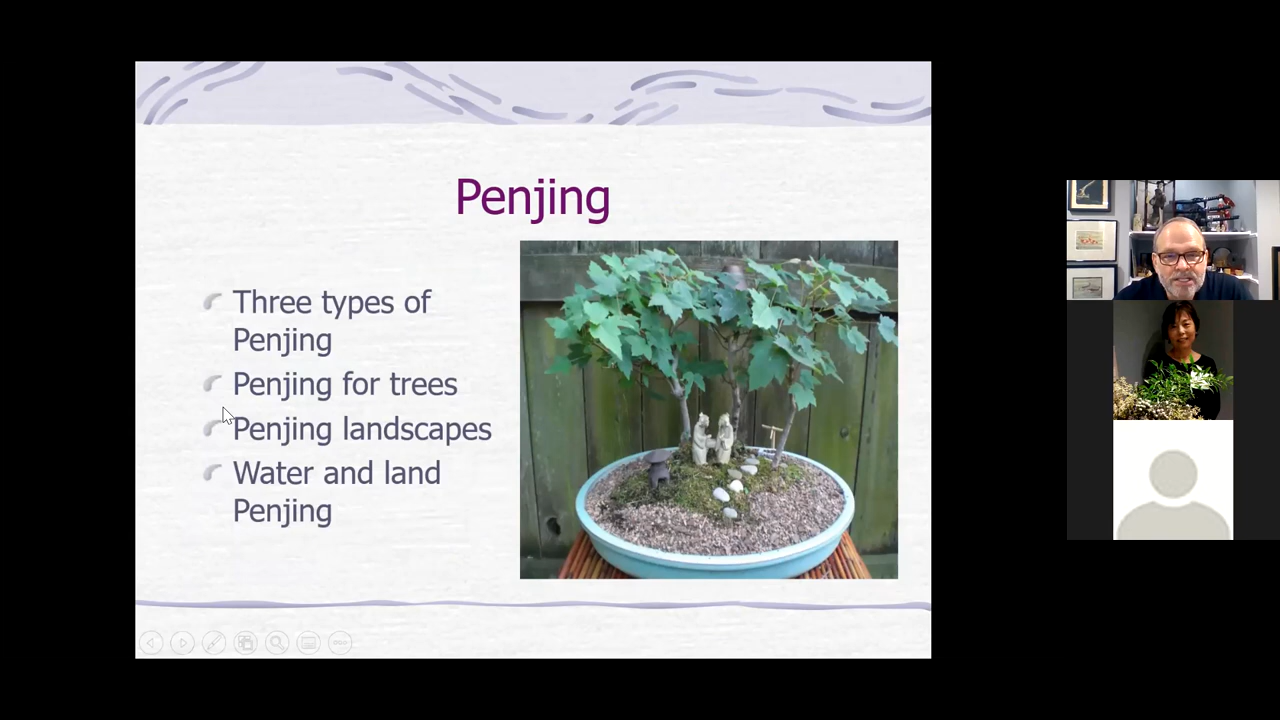 Penjing
Three types of
Penjing
Penjing for trees
Penjing landscapes
Water and land
Penjing